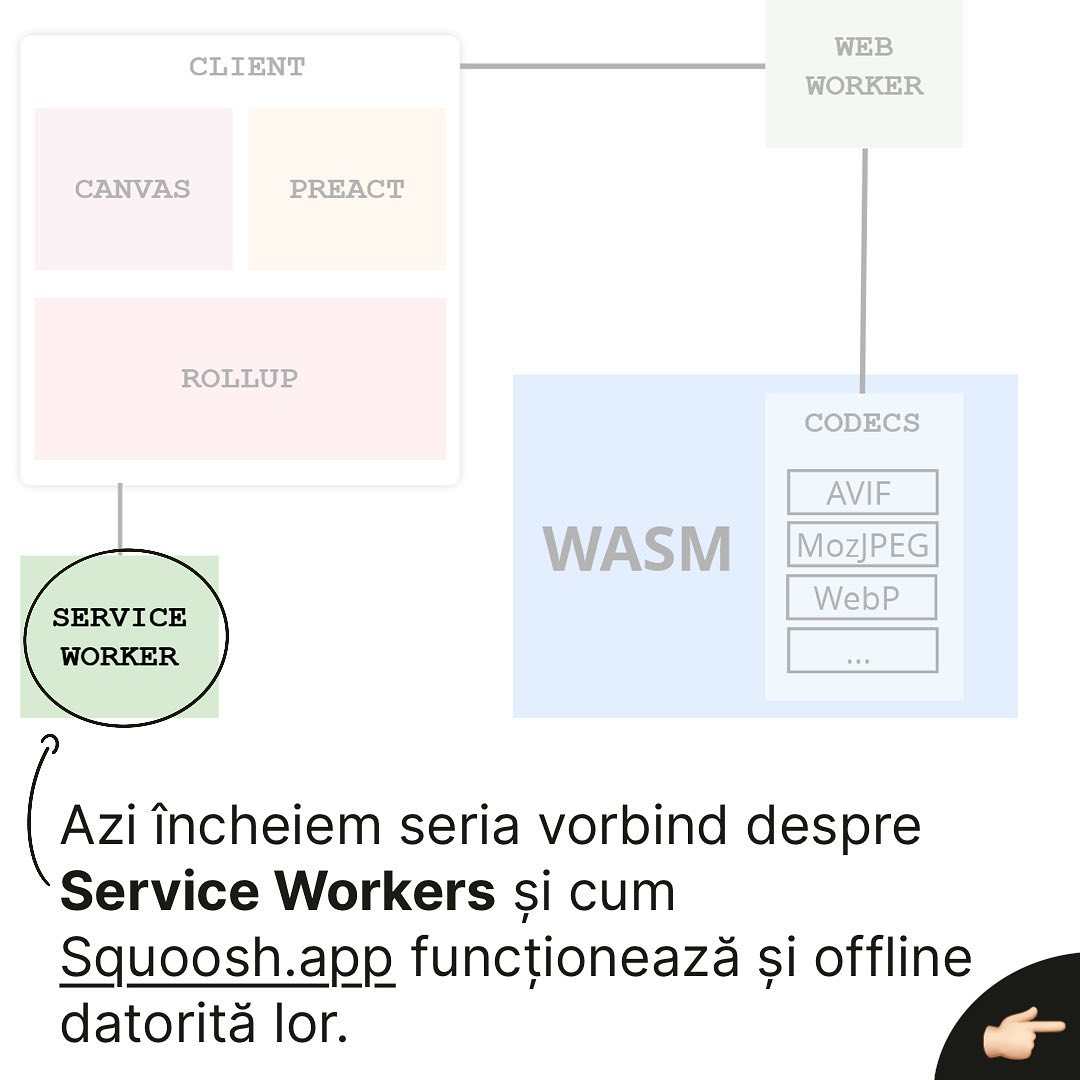 CLIENT
CANVAS
PREACT
ROLLUP
WEB
WORKER
CODECS
AVIF
MozJPEG
WebP
...
WASM
SERVICE
WORKER
Azi încheiem seria vorbind despre
Service Workers și cum
Squoosh.app funcționează și offline
datorită lor.